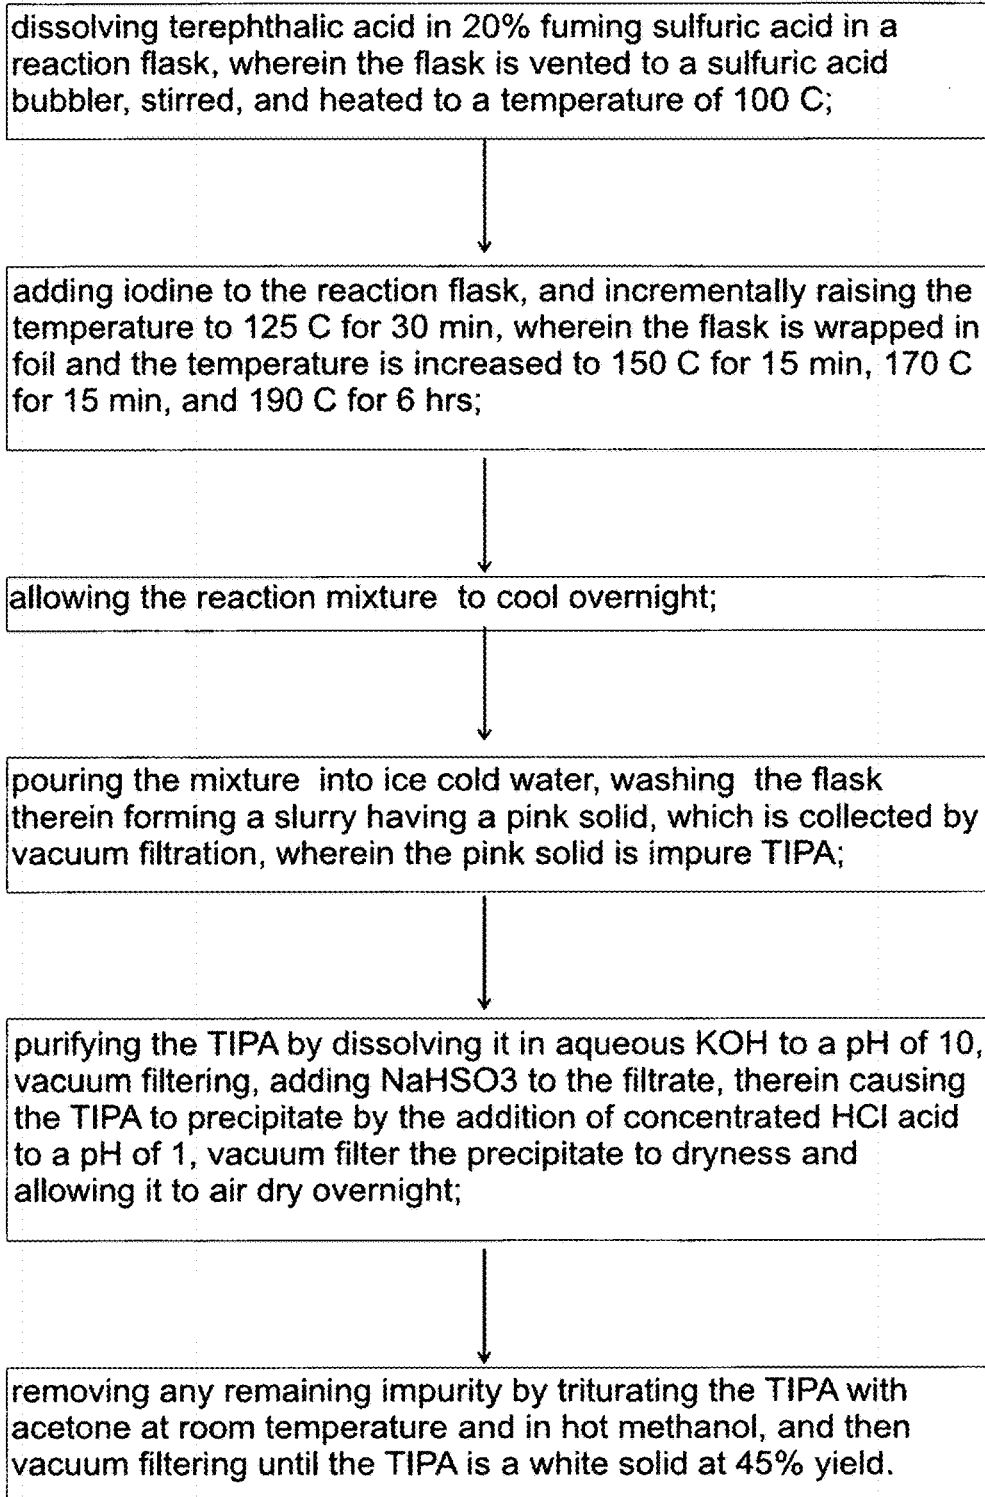 dissolving terephthalic acid in 20% fuming sulfuric acid in a
reaction flask, wherein the flask is vented to a sulfuric acid
bubbler, stirred, and heated to a temperature of 100 C;
adding iodine to the reaction flask, and incrementally raising the
temperature to 125 C for 30 min, wherein the flask is wrapped in
foil and the temperature is increased to 150 C for 15 min, 170 C
for 15 min, and 190 C for 6 hrs;
allowing the reaction mixture to cool overnight;
pouring the mixture into ice cold water, washing the flask
therein forming a slurry having a pink solid, which is collected by
vacuum filtration, wherein the pink solid is impure TIPA;
purifying the TIPA by dissolving it in aqueous KOH to a pH of 10,
vacuum filtering, adding NaHSO3 to the filtrate, therein causing
the TIPA to precipitate by the addition of concentrated HCl acid
to a pH of 1, vacuum filter the precipitate to dryness and
allowing it to air dry overnight;
removing any remaining impurity by triturating the TIPA with
acetone at room temperature and in hot methanol, and then
vacuum filtering until the TIPA is a white solid at 45% yield.